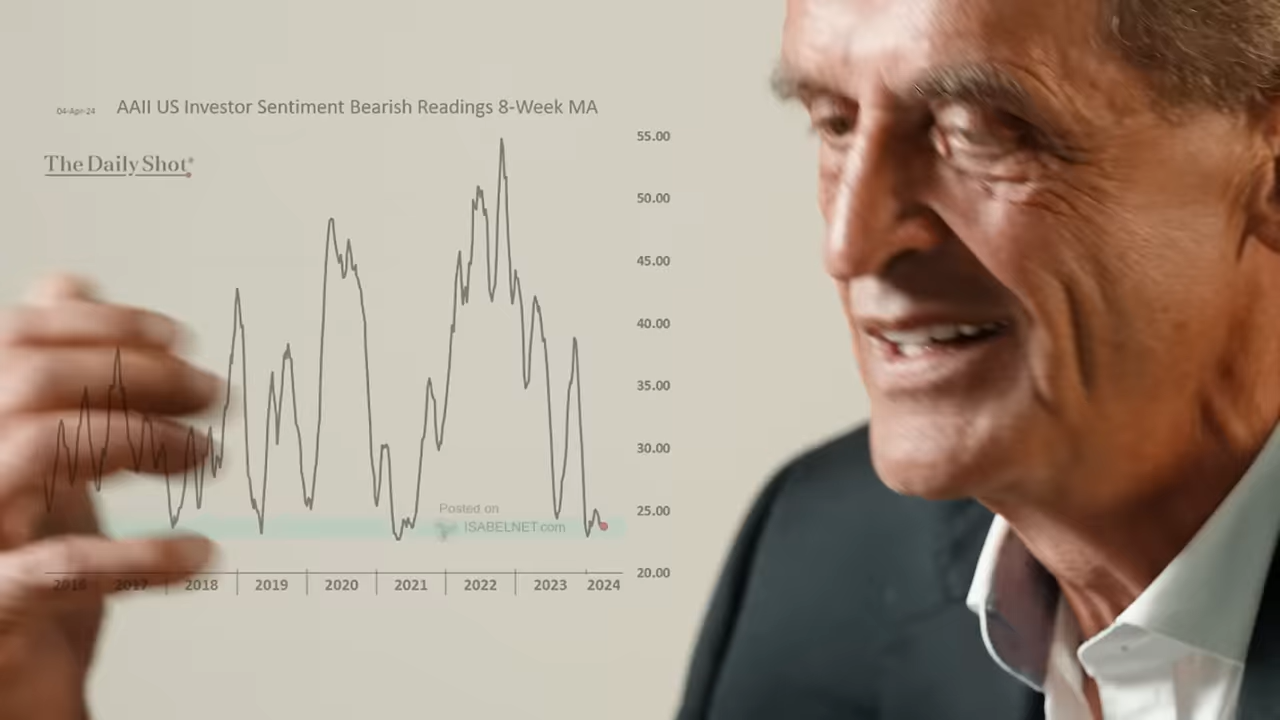 04-Apr-24 AAII US Investor Sentiment Bearish Readings 8-Week MA
The Daily Shot®
55.00
50.00
45.00
40.00
35.00
30.00
25.00
20.00
Posted on
ISABELNET.com
2016 2017 2018 2019 2020 2021 2022 2023 2024